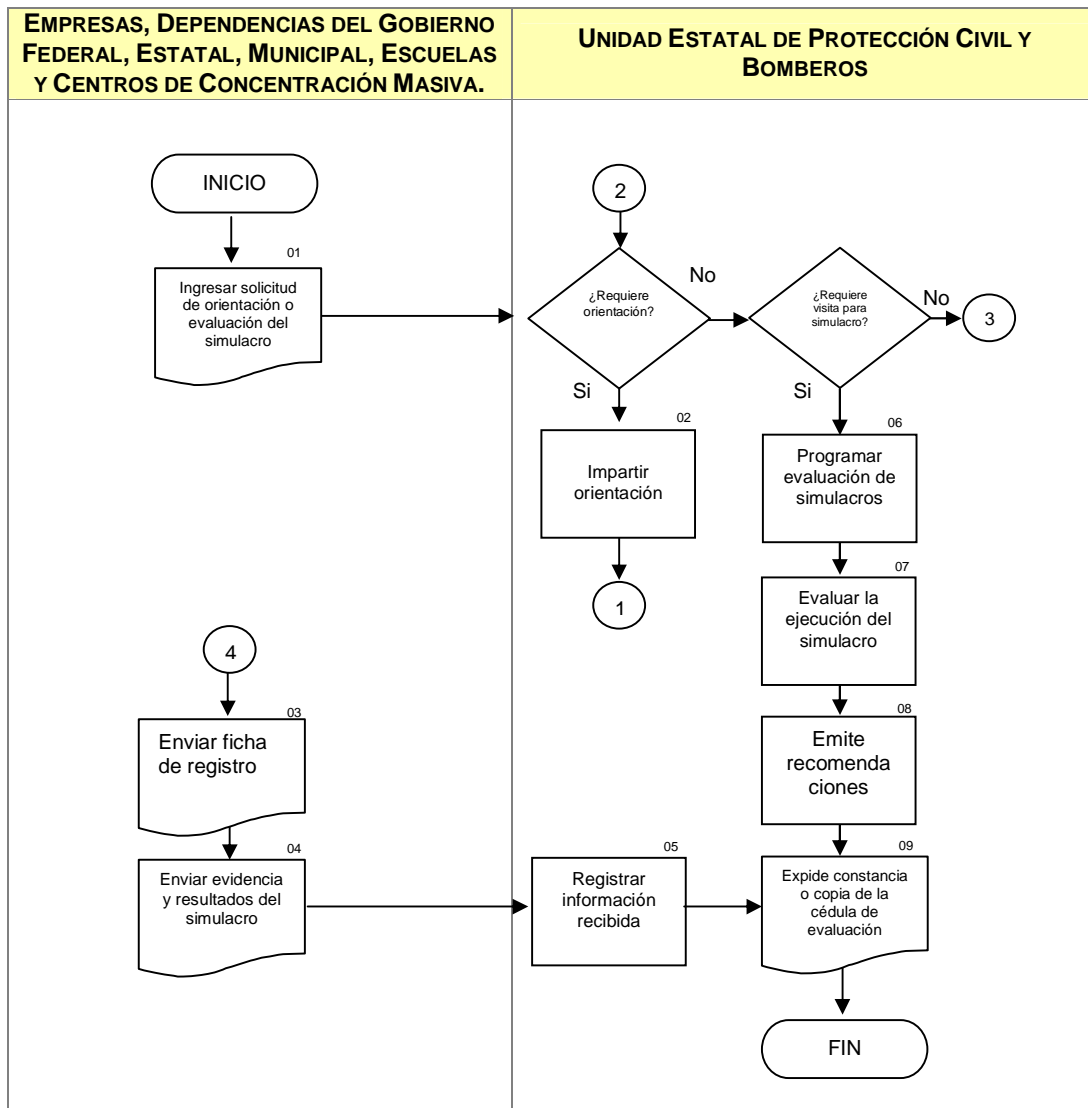 EMPRESAS, DEPENDENCIAS DEL GOBIERNO
FEDERAL, ESTATAL, MUNICIPAL, ESCUELAS
Y CENTROS DE CONCENTRACIÓN MASIVA.
UNIDAD ESTATAL DE PROTECCIÓN CIVIL Y
BOMBEROS
INICIO
01
Ingresar solicitud
de orientación o
evaluación del
simulacro
2
¿Requiere
orientación?
No
Si
¿Requiere
visita para
simulacro?
No
3
Si
02
Impartir
orientación
1
06
Programar
evaluación de
simulacros
07
Evaluar la
ejecución del
simulacro
08
Emite
recomenda
ciones
4
03
Enviar ficha
de registro
04
Enviar evidencia
y resultados del
simulacro
05
Registrar
información
recibida
09
Expide constancia
o copia de la
cédula de
evaluación
FIN